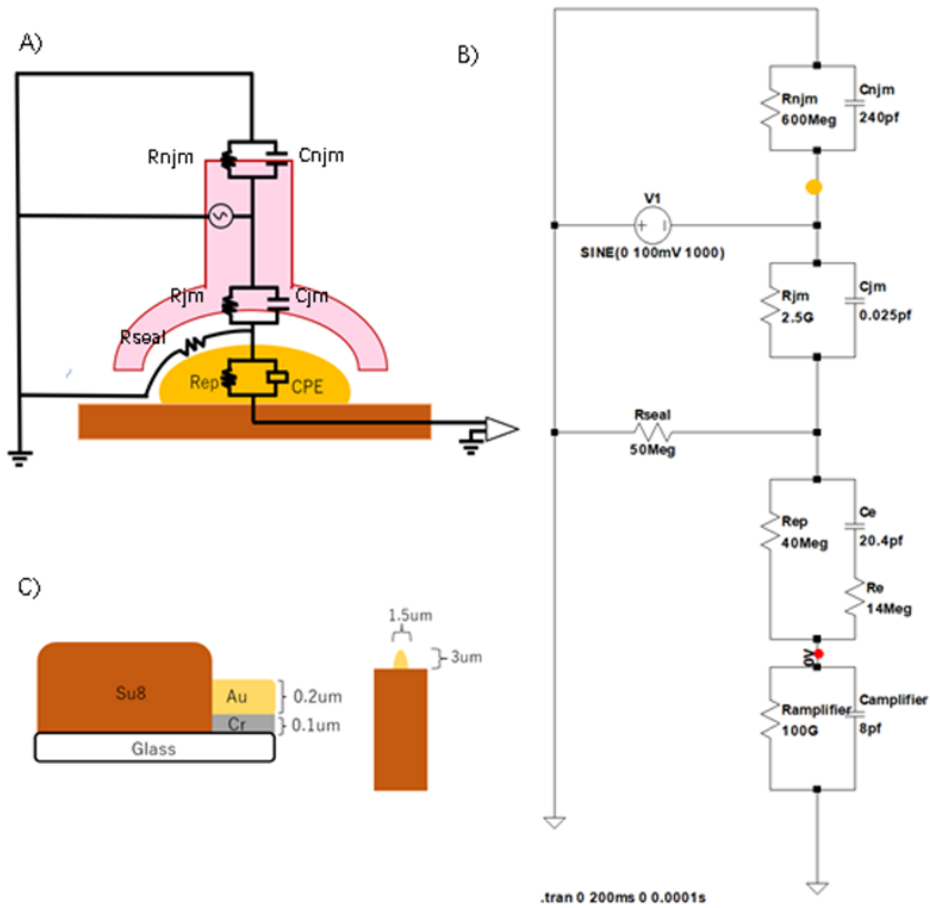 A)
Rnjm
Cnjm
Rjm
Cjm
Rseal
Rep
CPE
B)
Rnjm
600Meg
Cnjm
240pf
V1
SINE(0 100mV 1000)
Rjm
2.5G
Cjm
0.025pf
Rseal
50Meg
Rep
40Meg
Ce
20.4pf
Re
14Meg
Ramplifier
100G
Camplifier
8pf
.tran 0 200ms 0 0.0001s
C)
Su8
Au
0.2um
Cr
0.1um
Glass
1.5um
3um